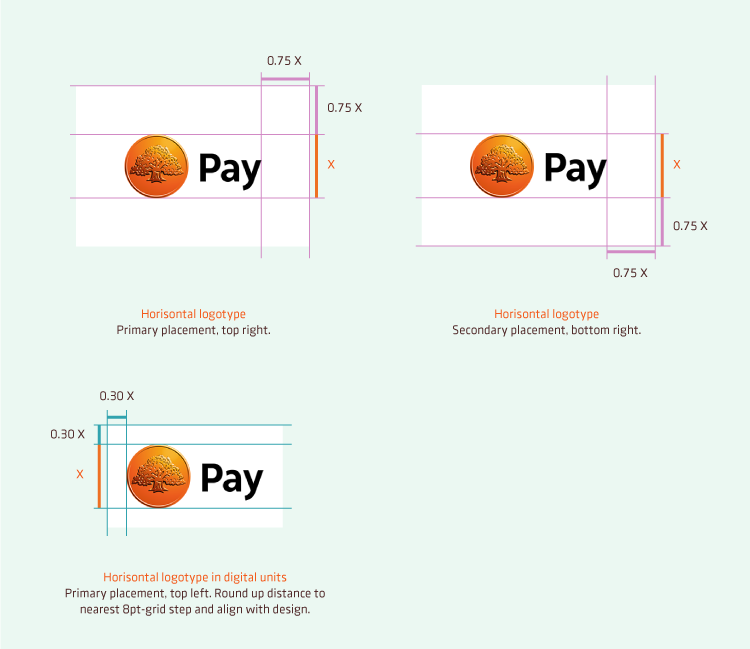 0.75 X
0.75 X
X
Pay
Horisontal logotype
Primary placement, top right.
Pay
X
0.75 X
0.75 X
Horisontal logotype
Secondary placement, bottom right.
0.30 X
0.30 X
X
Pay
Horisontal logotype in digital units
Primary placement, top left. Round up distance to
nearest 8pt-grid step and align with design.